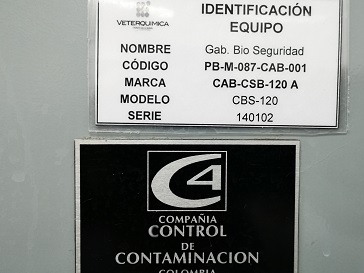 VETERQUIMICA
IDENTIFICACIÓN
EQUIPO
NOMBRE Gab. Bio Seguridad
CÓDIGO PB-M-087-CAB-001
MARCA CAB-CSB-120 A
MODELO CBS-120
SERIE 140102
C4
COMPAÑIA
CONTROL
DE
CONTAMINACION
COLOMBIA